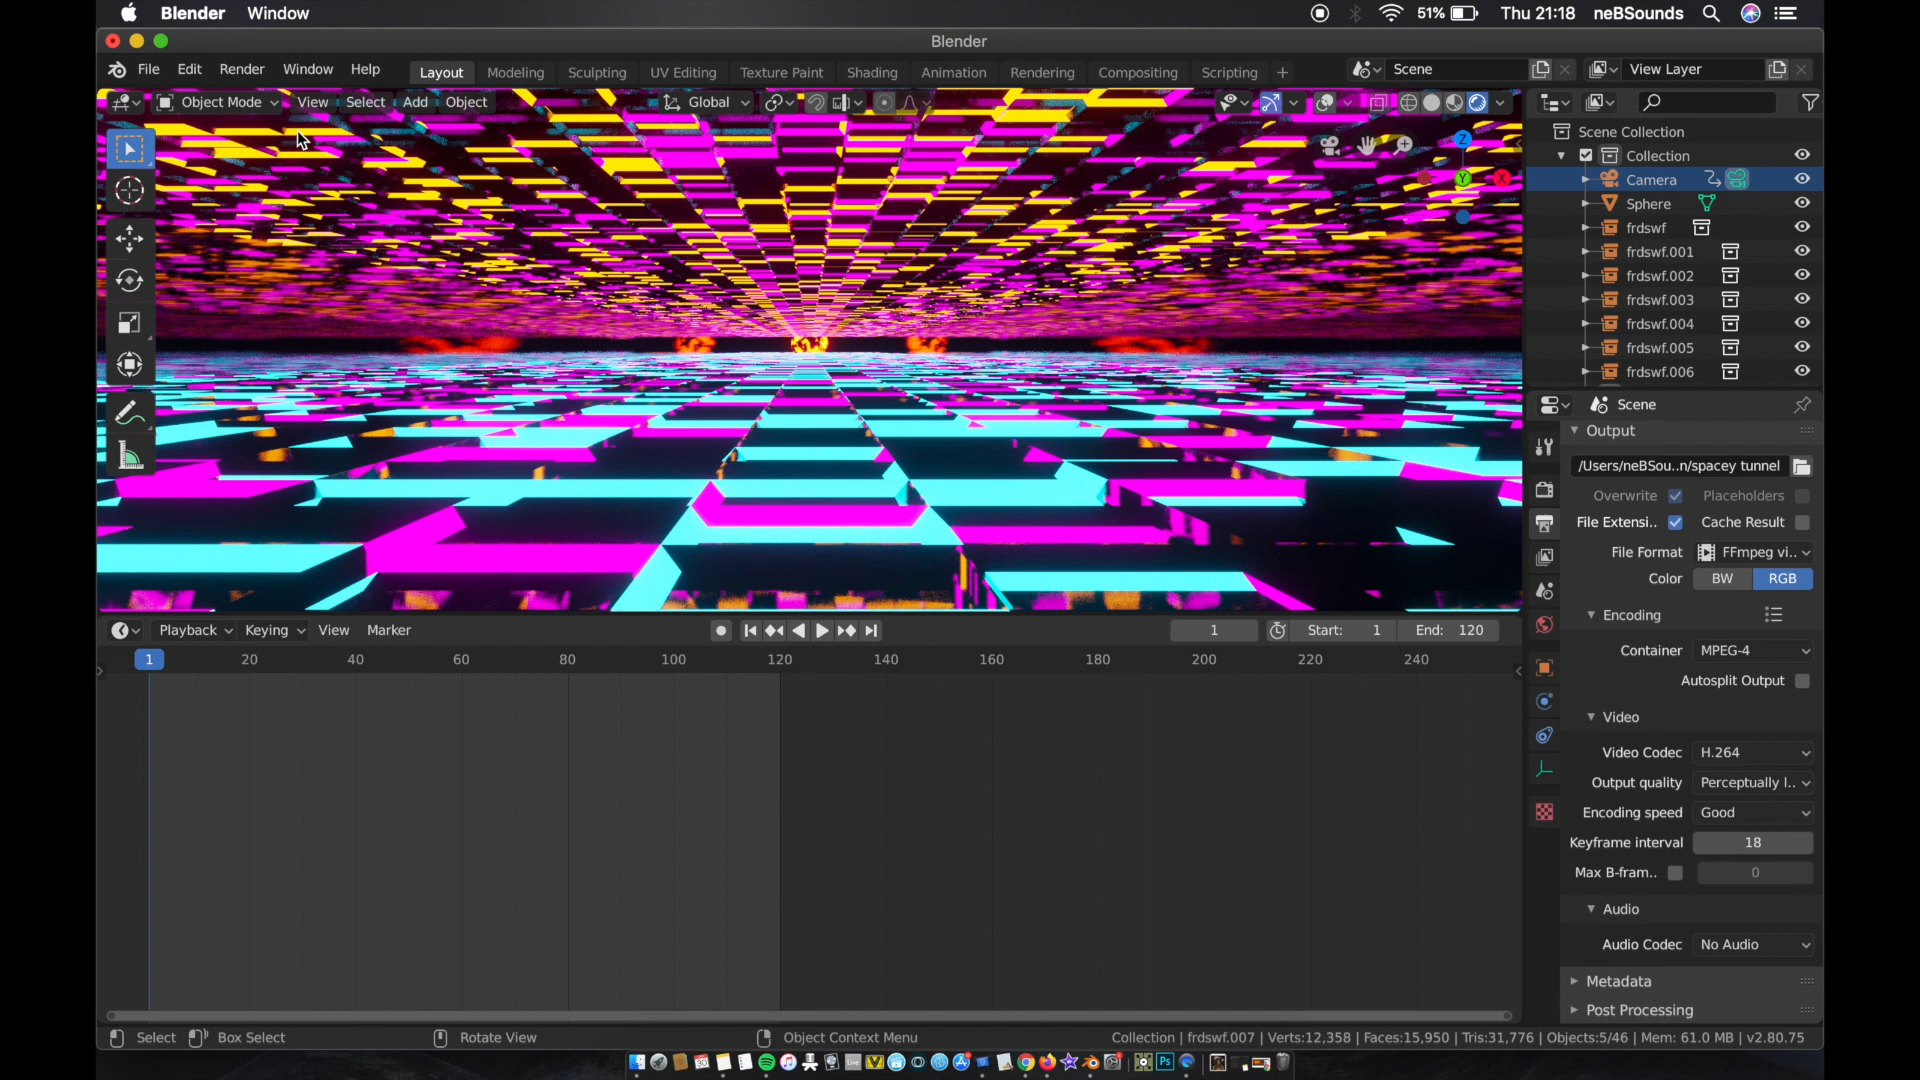 Blender Window 51% Thu 21:18 neBSounds
Blender
File Edit Render Window Help Layout Modeling Sculpting UV Editing Texture Paint Shading Animation Rendering Compositing Scripting + Scene View Layer
Object Mode View Select Add Object Global
Z
Y X
Scene Collection
Collection
Camera
Sphere
frdswf
frdswf.001
frdswf.002
frdswf.003
frdswf.004
frdswf.005
frdswf.006
Scene
Output
/Users/neBSou..n/spacey tunnel
Overwrite Placeholders
File Extensi.. Cache Result
File Format FFmpeg vi..
Color BW RGB
Encoding
Container MPEG-4
Autosplit Output
Video
Video Codec H.264
Output quality Perceptually l..
Encoding speed Good
Keyframe interval 18
Max B-fram.. 0
Audio
Audio Codec No Audio
Metadata
Post Processing
Playback Keying View Marker 1 Start: 1 End: 120
1 20 40 60 80 100 120 140 160 180 200 220 240
Select Box Select Rotate View Object Context Menu Collection | frdswf.007 | Verts:12,358 | Faces:15,950 | Tris:31,776 | Objects:5/46 | Mem: 61.0 MB | v2.80.75
30 Live V Ps